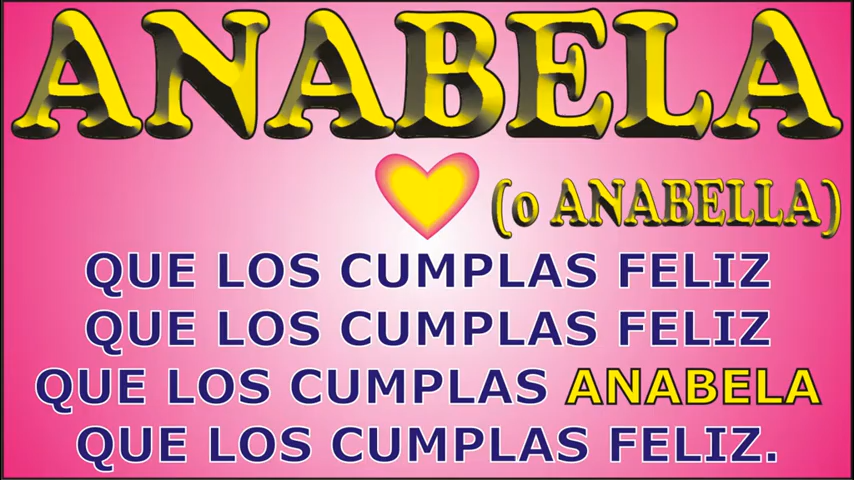 ANABELA
(o ANABELLA)
QUE LOS CUMPLAS FELIZ
QUE LOS CUMPLAS FELIZ
QUE LOS CUMPLAS ANABELA
QUE LOS CUMPLAS FELIZ.